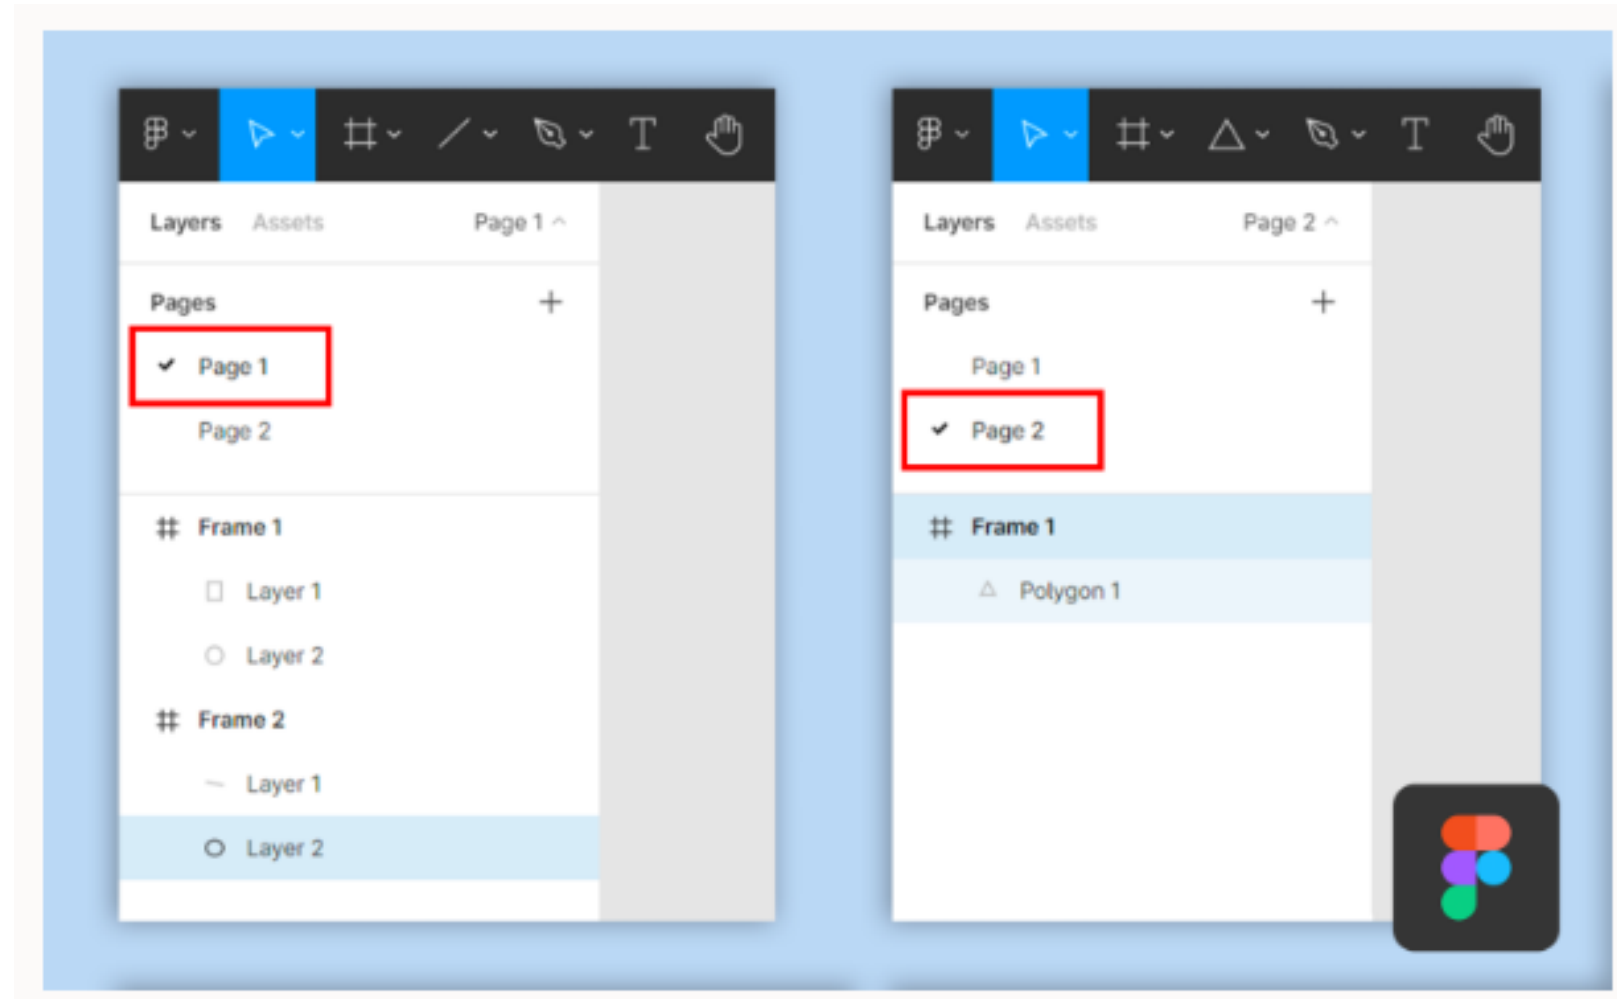 T
Layers Assets Page 1
Pages
Page 1
Page 2
Frame 1
Layer 1
Layer 2
Frame 2
Layer 1
Layer 2
T
Layers Assets Page 2
Pages
Page 1
Page 2
Frame 1
Polygon 1